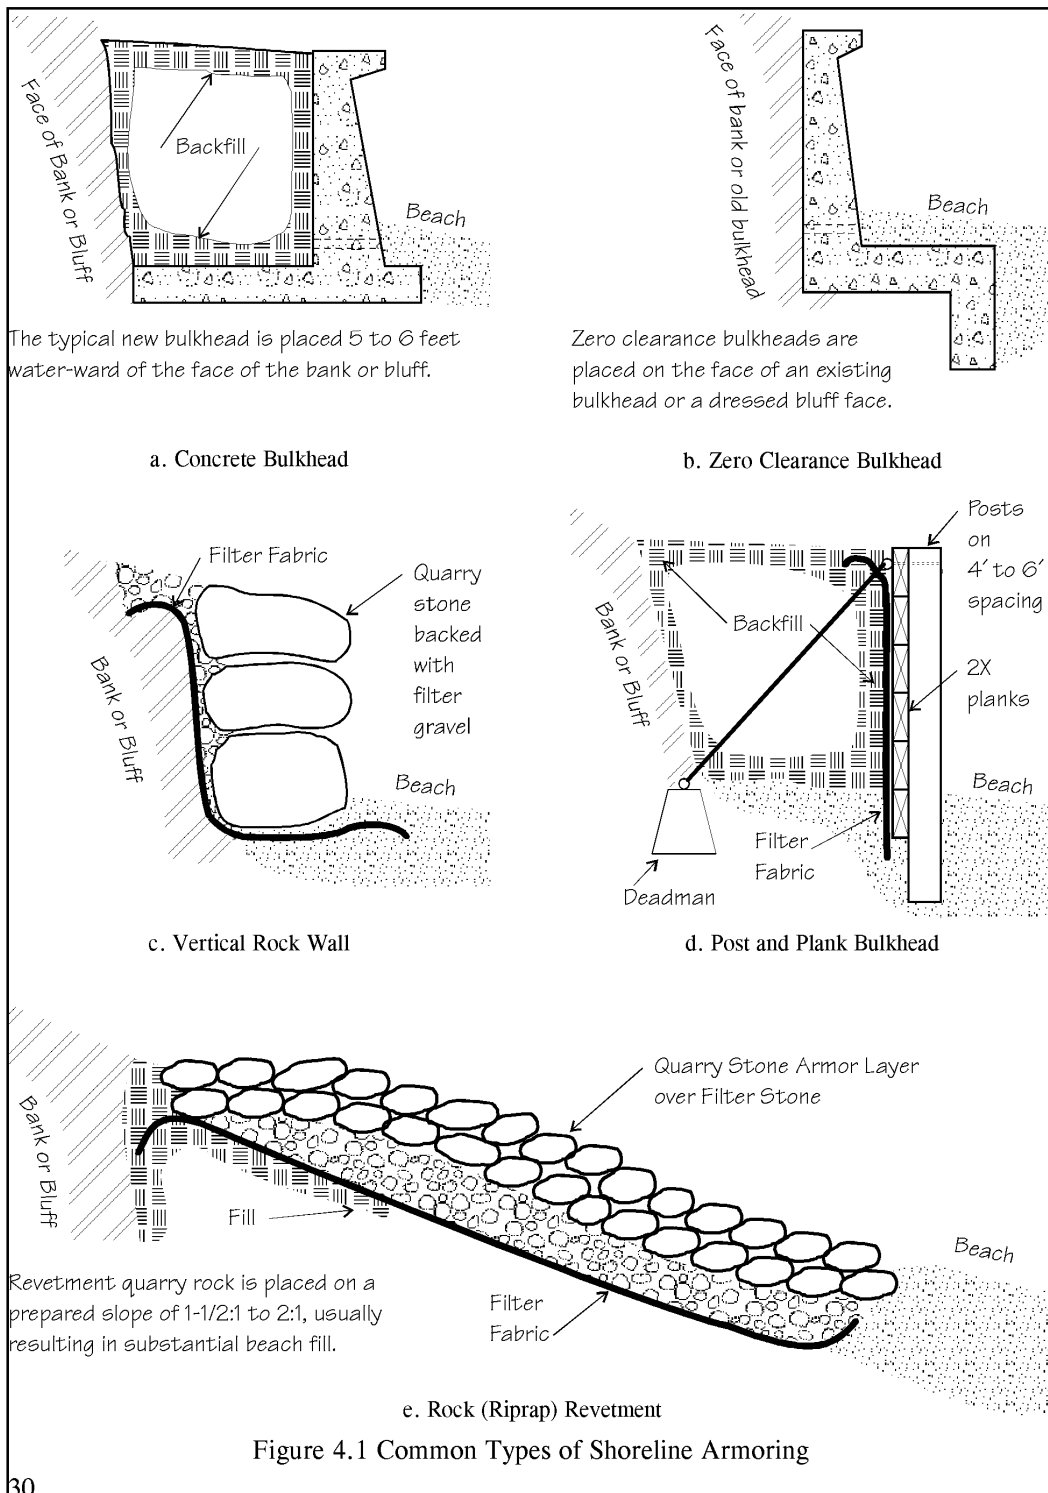 Face of Bank or Bluff
Backfill
Beach
The typical new bulkhead is placed 5 to 6 feet
water-ward of the face of the bank or bluff.
a. Concrete Bulkhead
Face of bank or old bulkhead
Beach
Zero clearance bulkheads are
placed on the face of an existing
bulkhead or a dressed bluff face.
b. Zero Clearance Bulkhead
Filter Fabric
Quarry
stone
backed
with
filter
gravel
Bank or Bluff
Beach
c. Vertical Rock Wall
Posts
on
4' to 6'
spacing
Backfill
Bank or Bluff
2X
planks
Beach
Filter
Fabric
Deadman
d. Post and Plank Bulkhead
Quarry Stone Armor Layer
over Filter Stone
Bank or Bluff
Fill
Beach
Revetment quarry rock is placed on a
prepared slope of 1-1/2:1 to 2:1, usually
resulting in substantial beach fill.
Filter
Fabric
e. Rock (Riprap) Revetment
Figure 4.1 Common Types of Shoreline Armoring
30